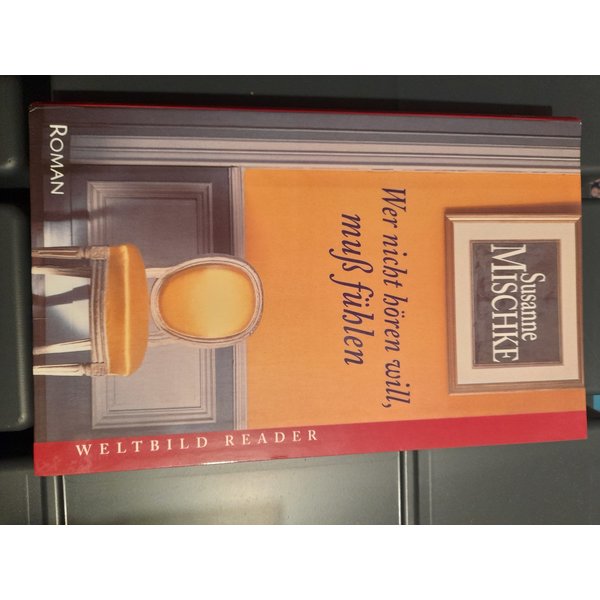 Susanne
MISCHKE
Wer nicht hören will,
muß fühlen
WELTBILD READER
ROMAN